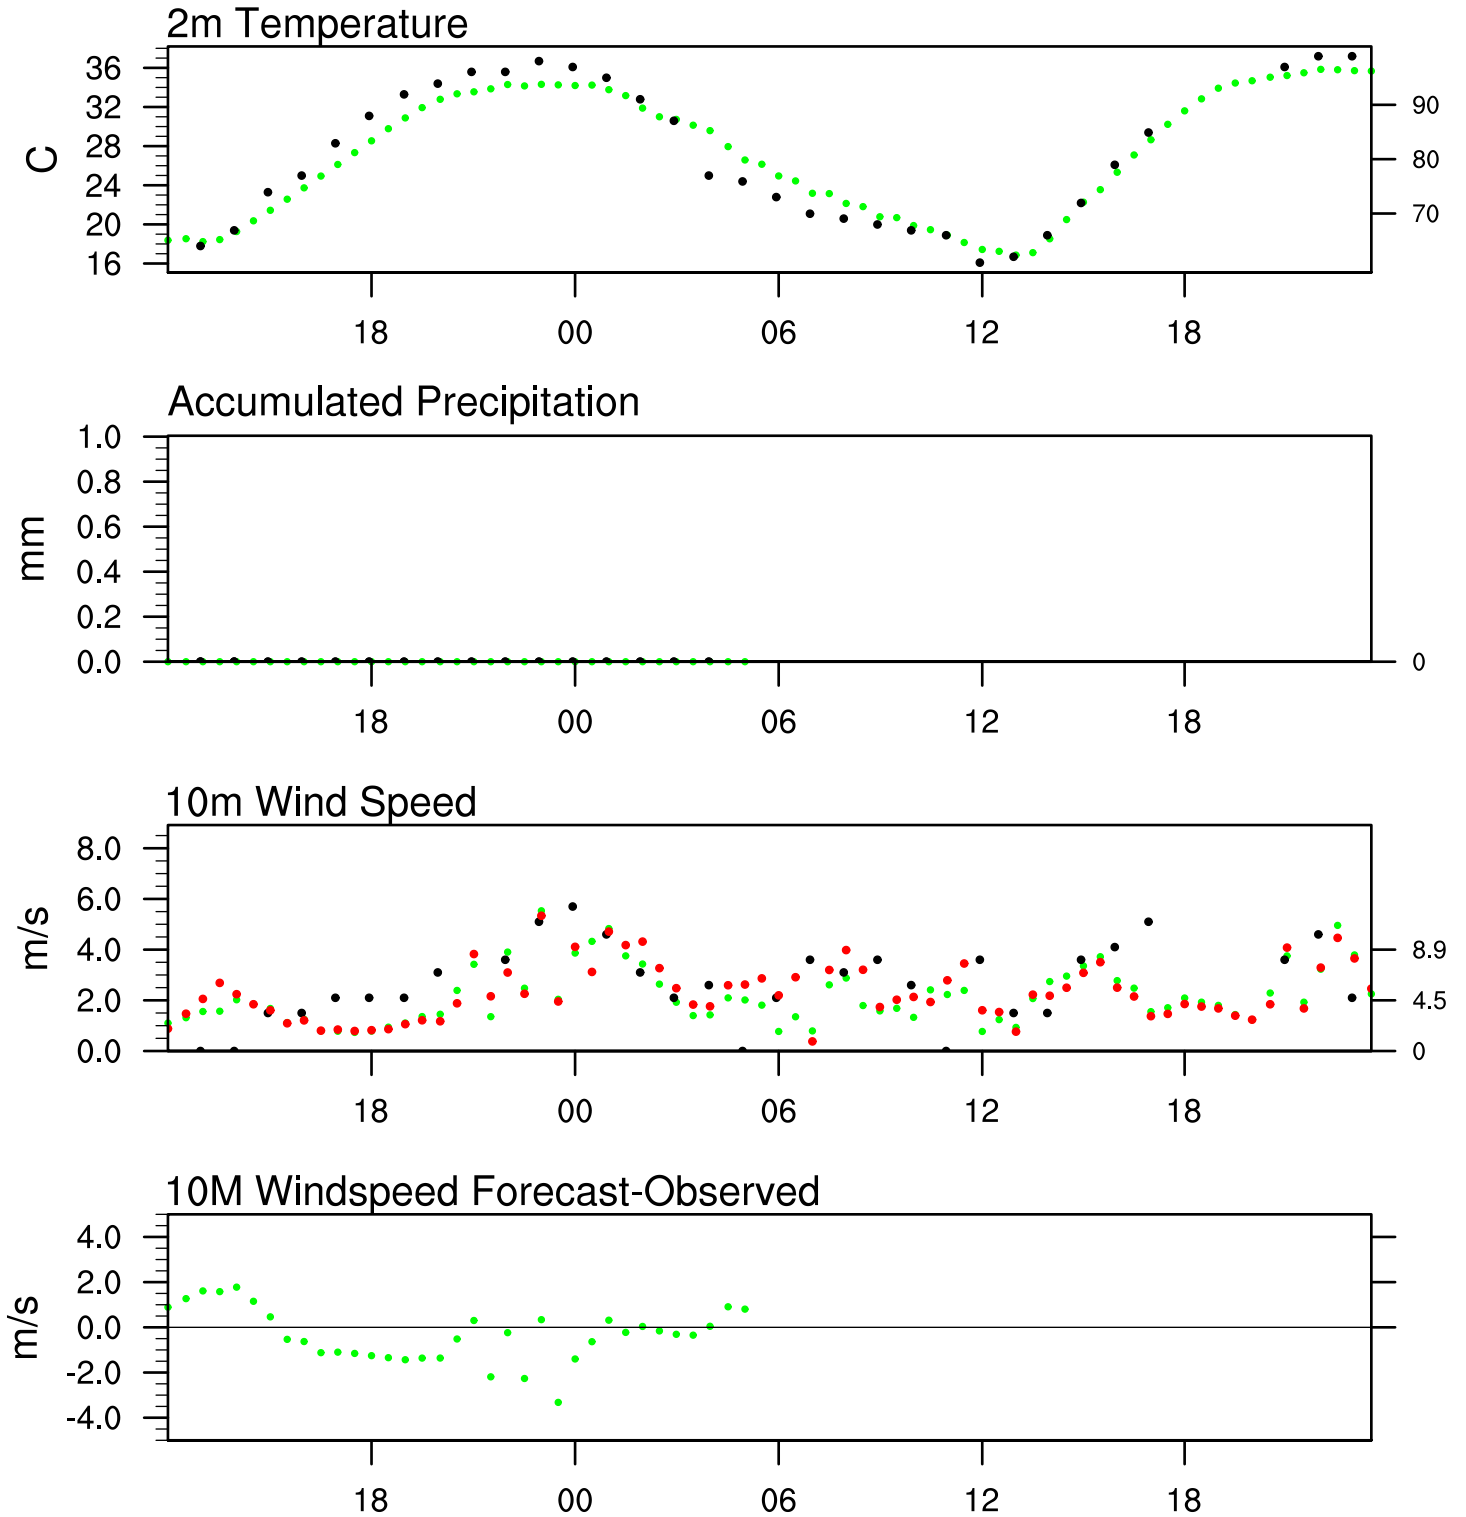 2m Temperature
36
32
28
24
20
16
C
90
80
70
18 00 06 12 18
Accumulated Precipitation
1.0
0.8
0.6
0.4
0.2
0.0
mm
0
18 00 06 12 18
10m Wind Speed
8.0
6.0
4.0
2.0
0.0
m/s
8.9
4.5
0
18 00 06 12 18
10M Windspeed Forecast-Observed
4.0
2.0
0.0
-2.0
-4.0
m/s
18 00 06 12 18